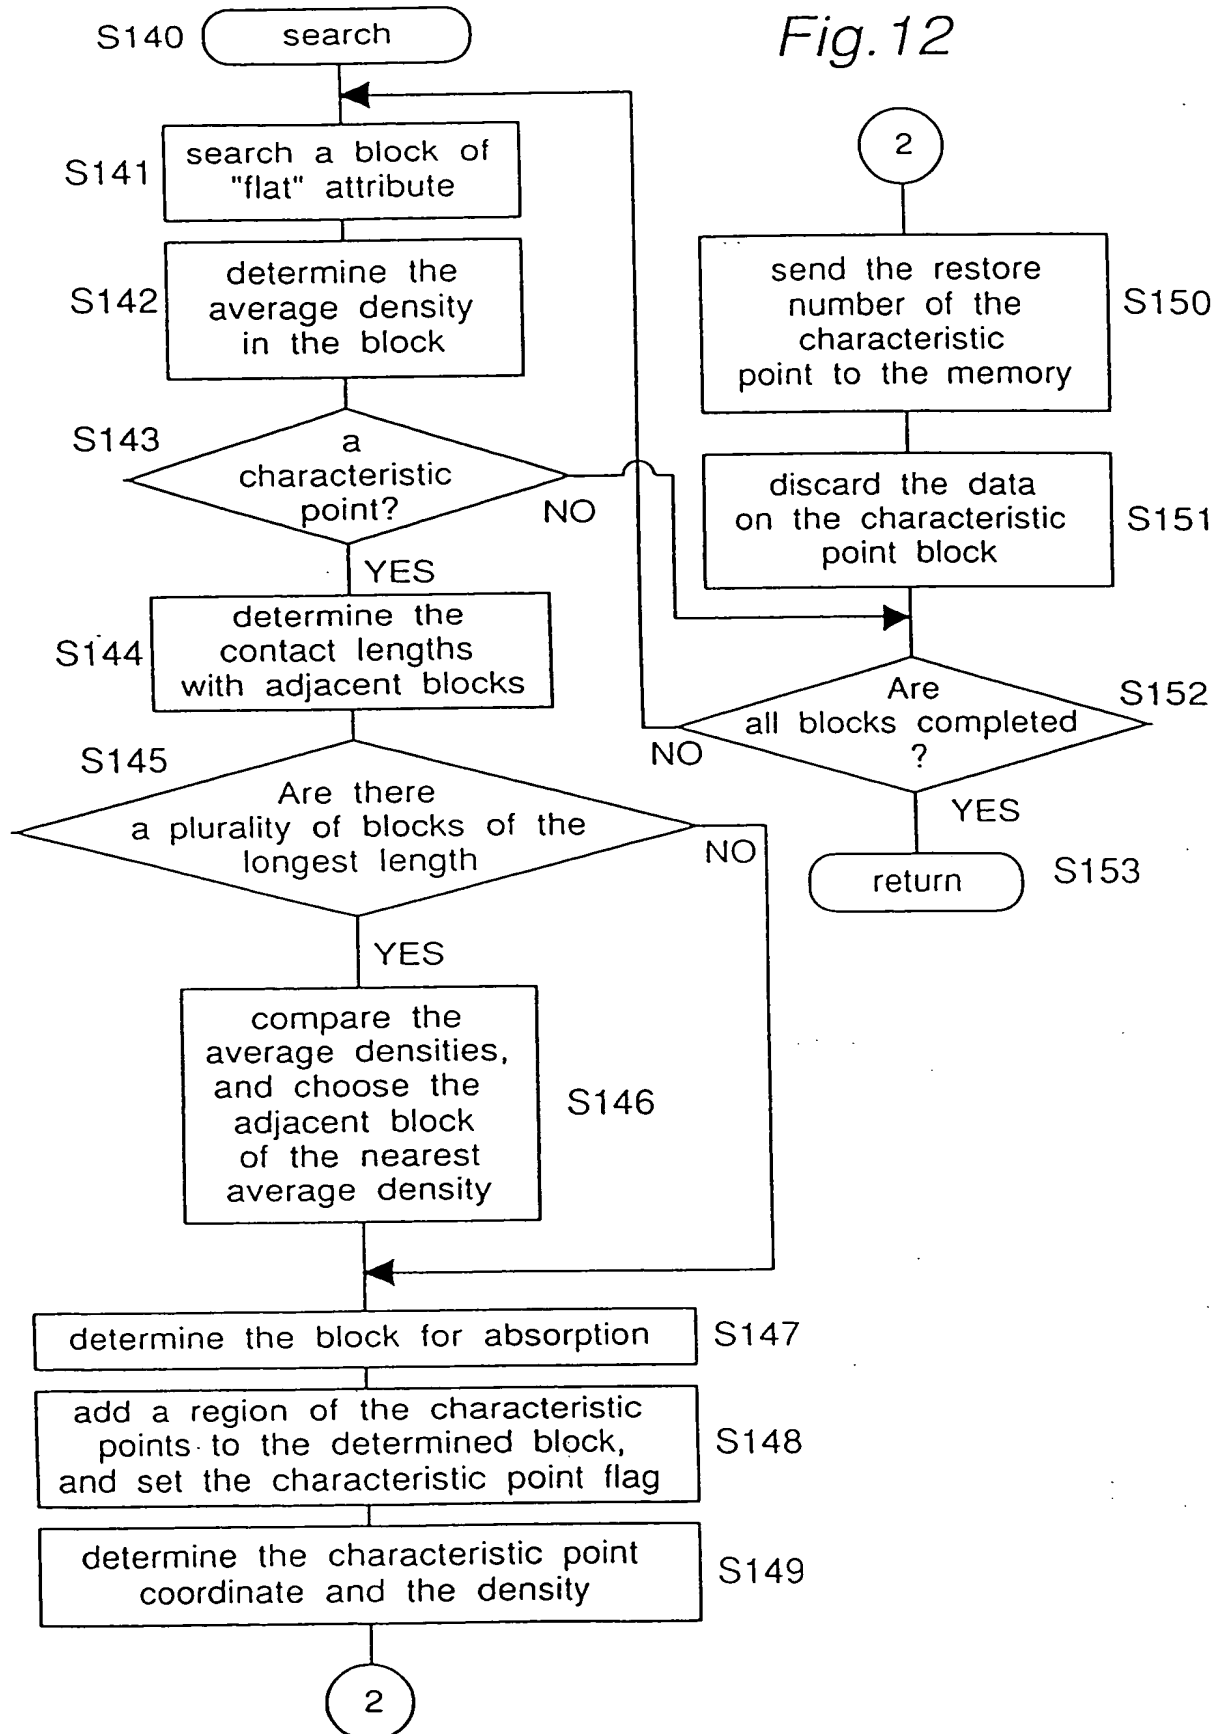 Fig.12
S140
search
S141
search a block of
"flat" attribute
S142
determine the
average density
in the block
S143
a
characteristic
point?
NO
YES
S144
determine the
contact lengths
with adjacent blocks
S145
Are there
a plurality of blocks of the
longest length
NO
YES
compare the
average densities,
and choose the
adjacent block
of the nearest
average density
S146
determine the block for absorption
S147
add a region of the characteristic
points to the determined block,
and set the characteristic point flag
S148
determine the characteristic point
coordinate and the density
S149
2
2
send the restore
number of the
characteristic
point to the memory
S150
discard the data
on the characteristic
point block
S151
Are
all blocks completed
?
S152
NO
YES
return
S153